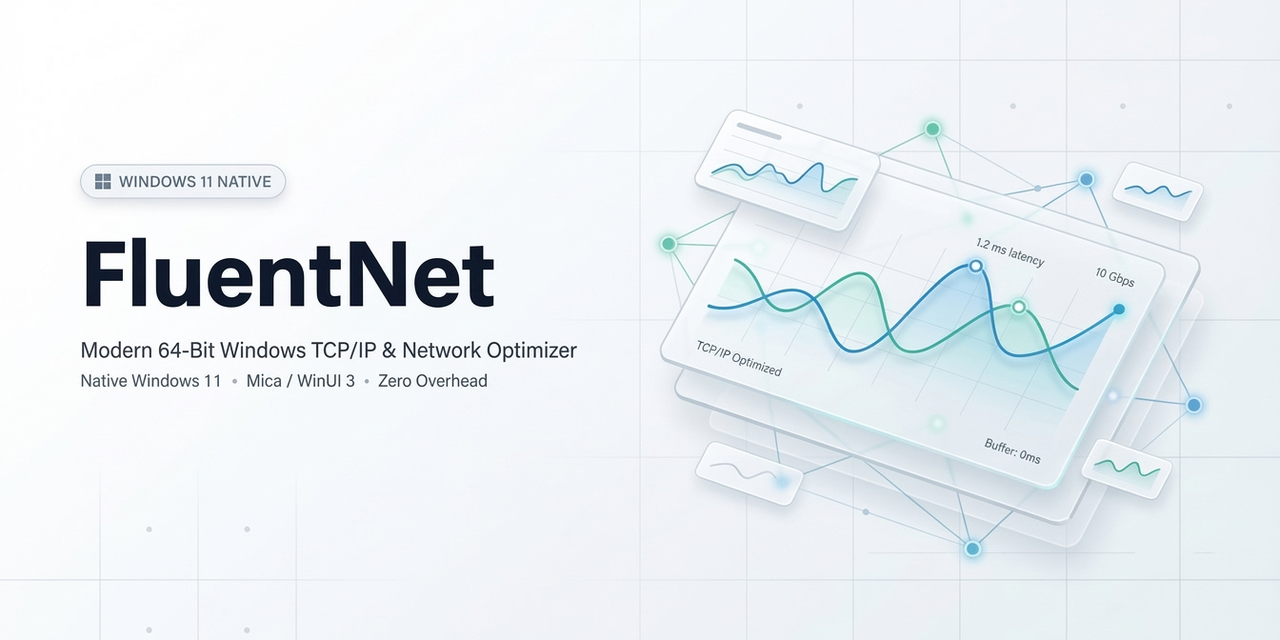 WINDOWS 11 NATIVE
FluentNet
Modern 64-Bit Windows TCP/IP & Network Optimizer
Native Windows 11 • Mica / WinUI 3 • Zero Overhead
1.2 ms latency
10 Gbps
TCP/IP Optimized
Buffer: 0ms